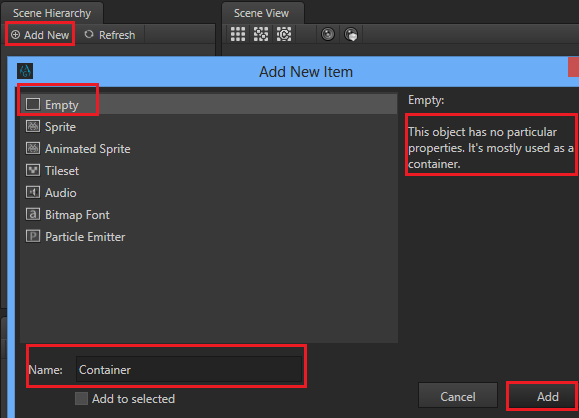 Scene Hierarchy
Scene View
Add New
Refresh
Add New Item
Empty
Sprite
Animated Sprite
Tileset
Audio
Bitmap Font
Particle Emitter
Empty:
This object has no particular
properties. It's mostly used as a
container.
Name: Container
Add to selected
Cancel
Add